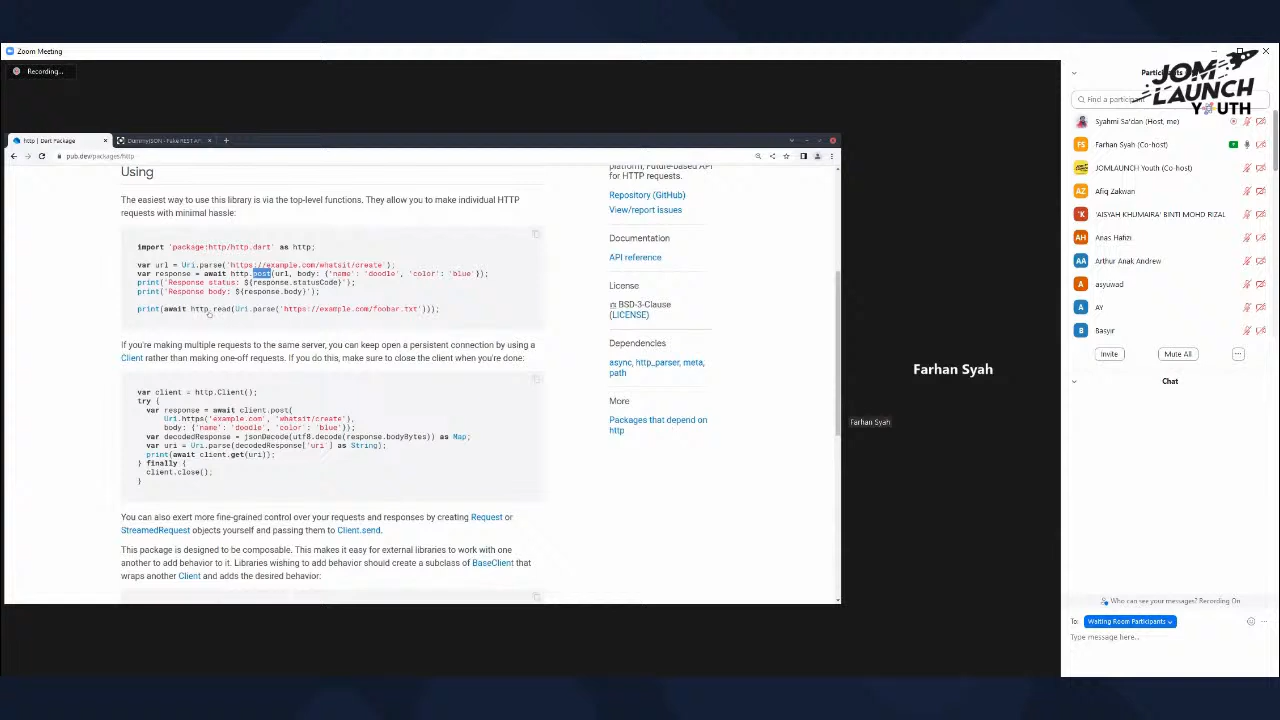 Zoom Meeting
Recording...
http | Dart Package
DummyJSON - Fake REST API
pub.dev/packages/http
Using
The easiest way to use this library is via the top-level functions. They allow you to make individual HTTP
requests with minimal hassle:
import 'package:http/http.dart' as http;
var url = Uri.parse('https://example.com/whatsit/create');
var response = await http.post(url, body: {'name': 'doodle', 'color': 'blue'});
print('Response status: ${response.statusCode}');
print('Response body: ${response.body}');
print(await http.read(Uri.parse('https://example.com/foobar.txt')));
If you're making multiple requests to the same server, you can keep open a persistent connection by using a
Client rather than making one-off requests. If you do this, make sure to close the client when you're done:
var client = http.Client();
try {
var response = await client.post(
Uri.https('example.com', 'whatsit/create'),
body: {'name': 'doodle', 'color': 'blue'});
var decodedResponse = jsonDecode(utf8.decode(response.bodyBytes)) as Map;
var uri = Uri.parse(decodedResponse['uri'] as String);
print(await client.get(uri));
} finally {
client.close();
}
You can also exert more fine-grained control over your requests and responses by creating Request or
StreamedRequest objects yourself and passing them to Client.send.
This package is designed to be composable. This makes it easy for external libraries to work with one
another to add behavior to it. Libraries wishing to add behavior should create a subclass of BaseClient that
wraps another Client and adds the desired behavior:
platform, Future-based API
for HTTP requests.
Repository (GitHub)
View/report issues
Documentation
API reference
License
BSD-3-Clause
(LICENSE)
Dependencies
async, http_parser, meta,
path
More
Packages that depend on
http
Farhan Syah
Farhan Syah
JOM
LAUNCH
YOUTH
Find a participant
Syahmi Sa'dan (Host, me)
FS Farhan Syah (Co-host)
JOMLAUNCH Youth (Co-host)
AZ Afiq Zakwan
'K 'AISYAH KHUMAIRA' BINTI MOHD RIZAL
AH Anas Hafizi
AA Arthur Anak Andrew
A asyuwad
A AY
B Basyir
Invite
Mute All
...
Chat
Who can see your messages? Recording On
To: Waiting Room Participants
Type message here...